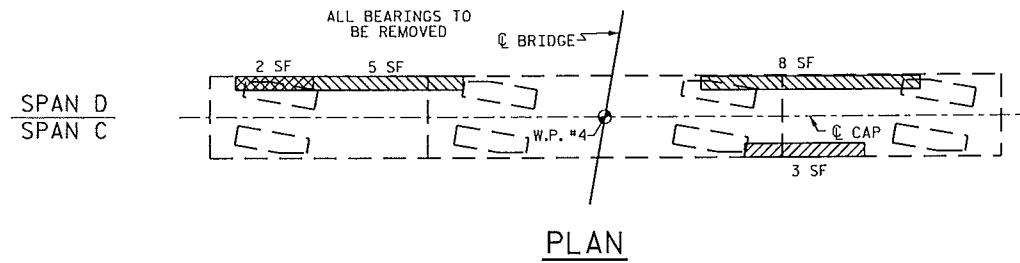 ALL BEARINGS TO
BE REMOVED
℄ BRIDGE
2 SF
5 SF
8 SF
SPAN D
SPAN C
W.P. #4
℄ CAP
3 SF
PLAN